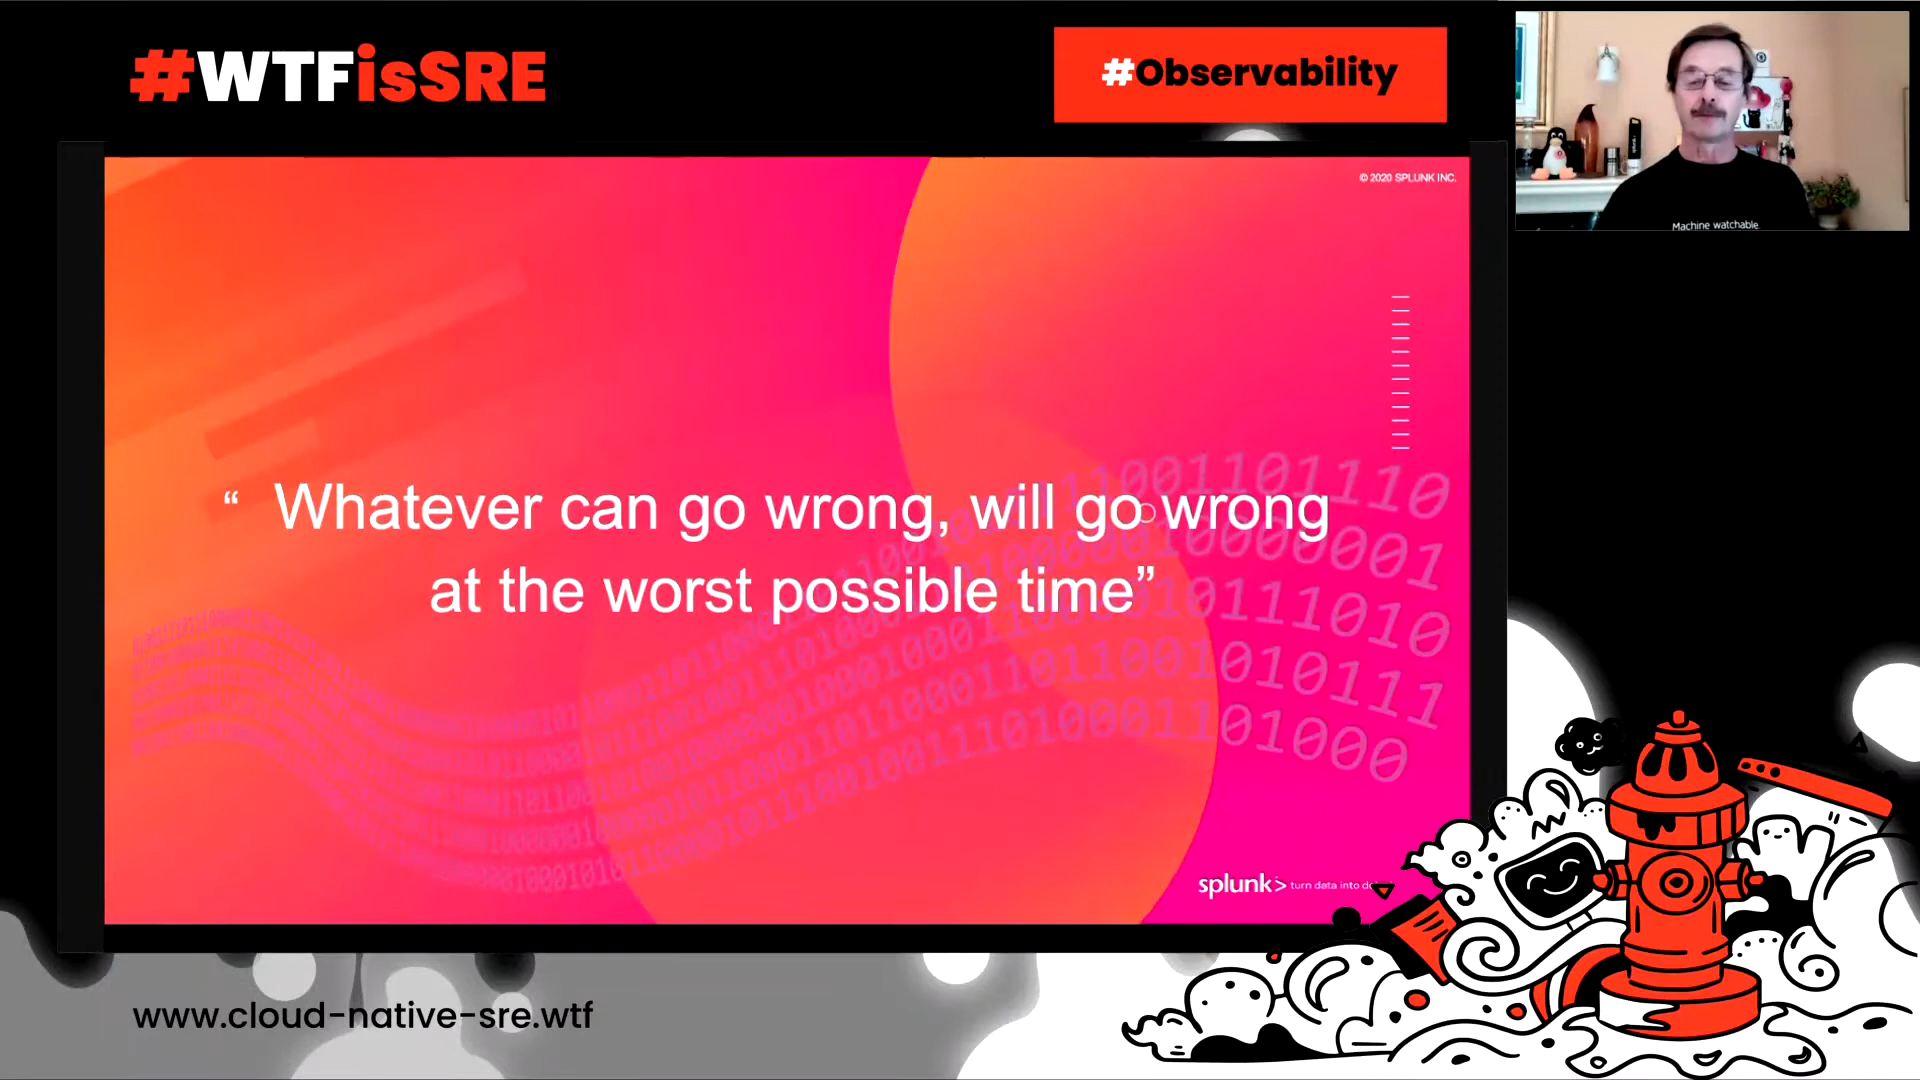 #WTFisSRE
#Observability
© 2020 SPLUNK INC.
Machine watchable.
“ Whatever can go wrong, will go wrong
at the worst possible time”
splunk> turn data into
www.cloud-native-sre.wtf